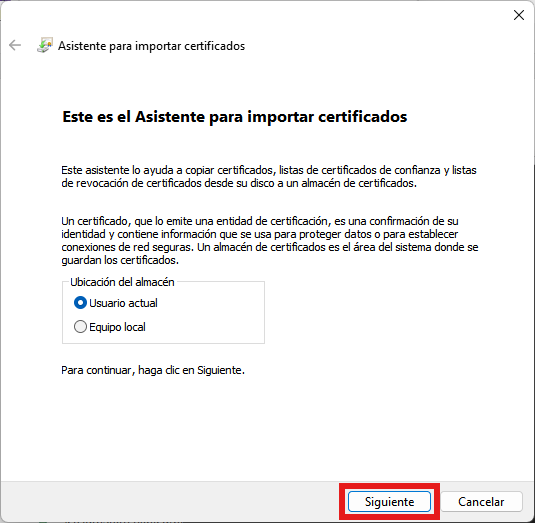 Asistente para importar certificados
Este es el Asistente para importar certificados
Este asistente lo ayuda a copiar certificados, listas de certificados de confianza y listas
de revocación de certificados desde su disco a un almacén de certificados.
Un certificado, que lo emite una entidad de certificación, es una confirmación de su
identidad y contiene información que se usa para proteger datos o para establecer
conexiones de red seguras. Un almacén de certificados es el área del sistema donde se
guardan los certificados.
Ubicación del almacén
Usuario actual
Equipo local
Para continuar, haga clic en Siguiente.
Siguiente
Cancelar